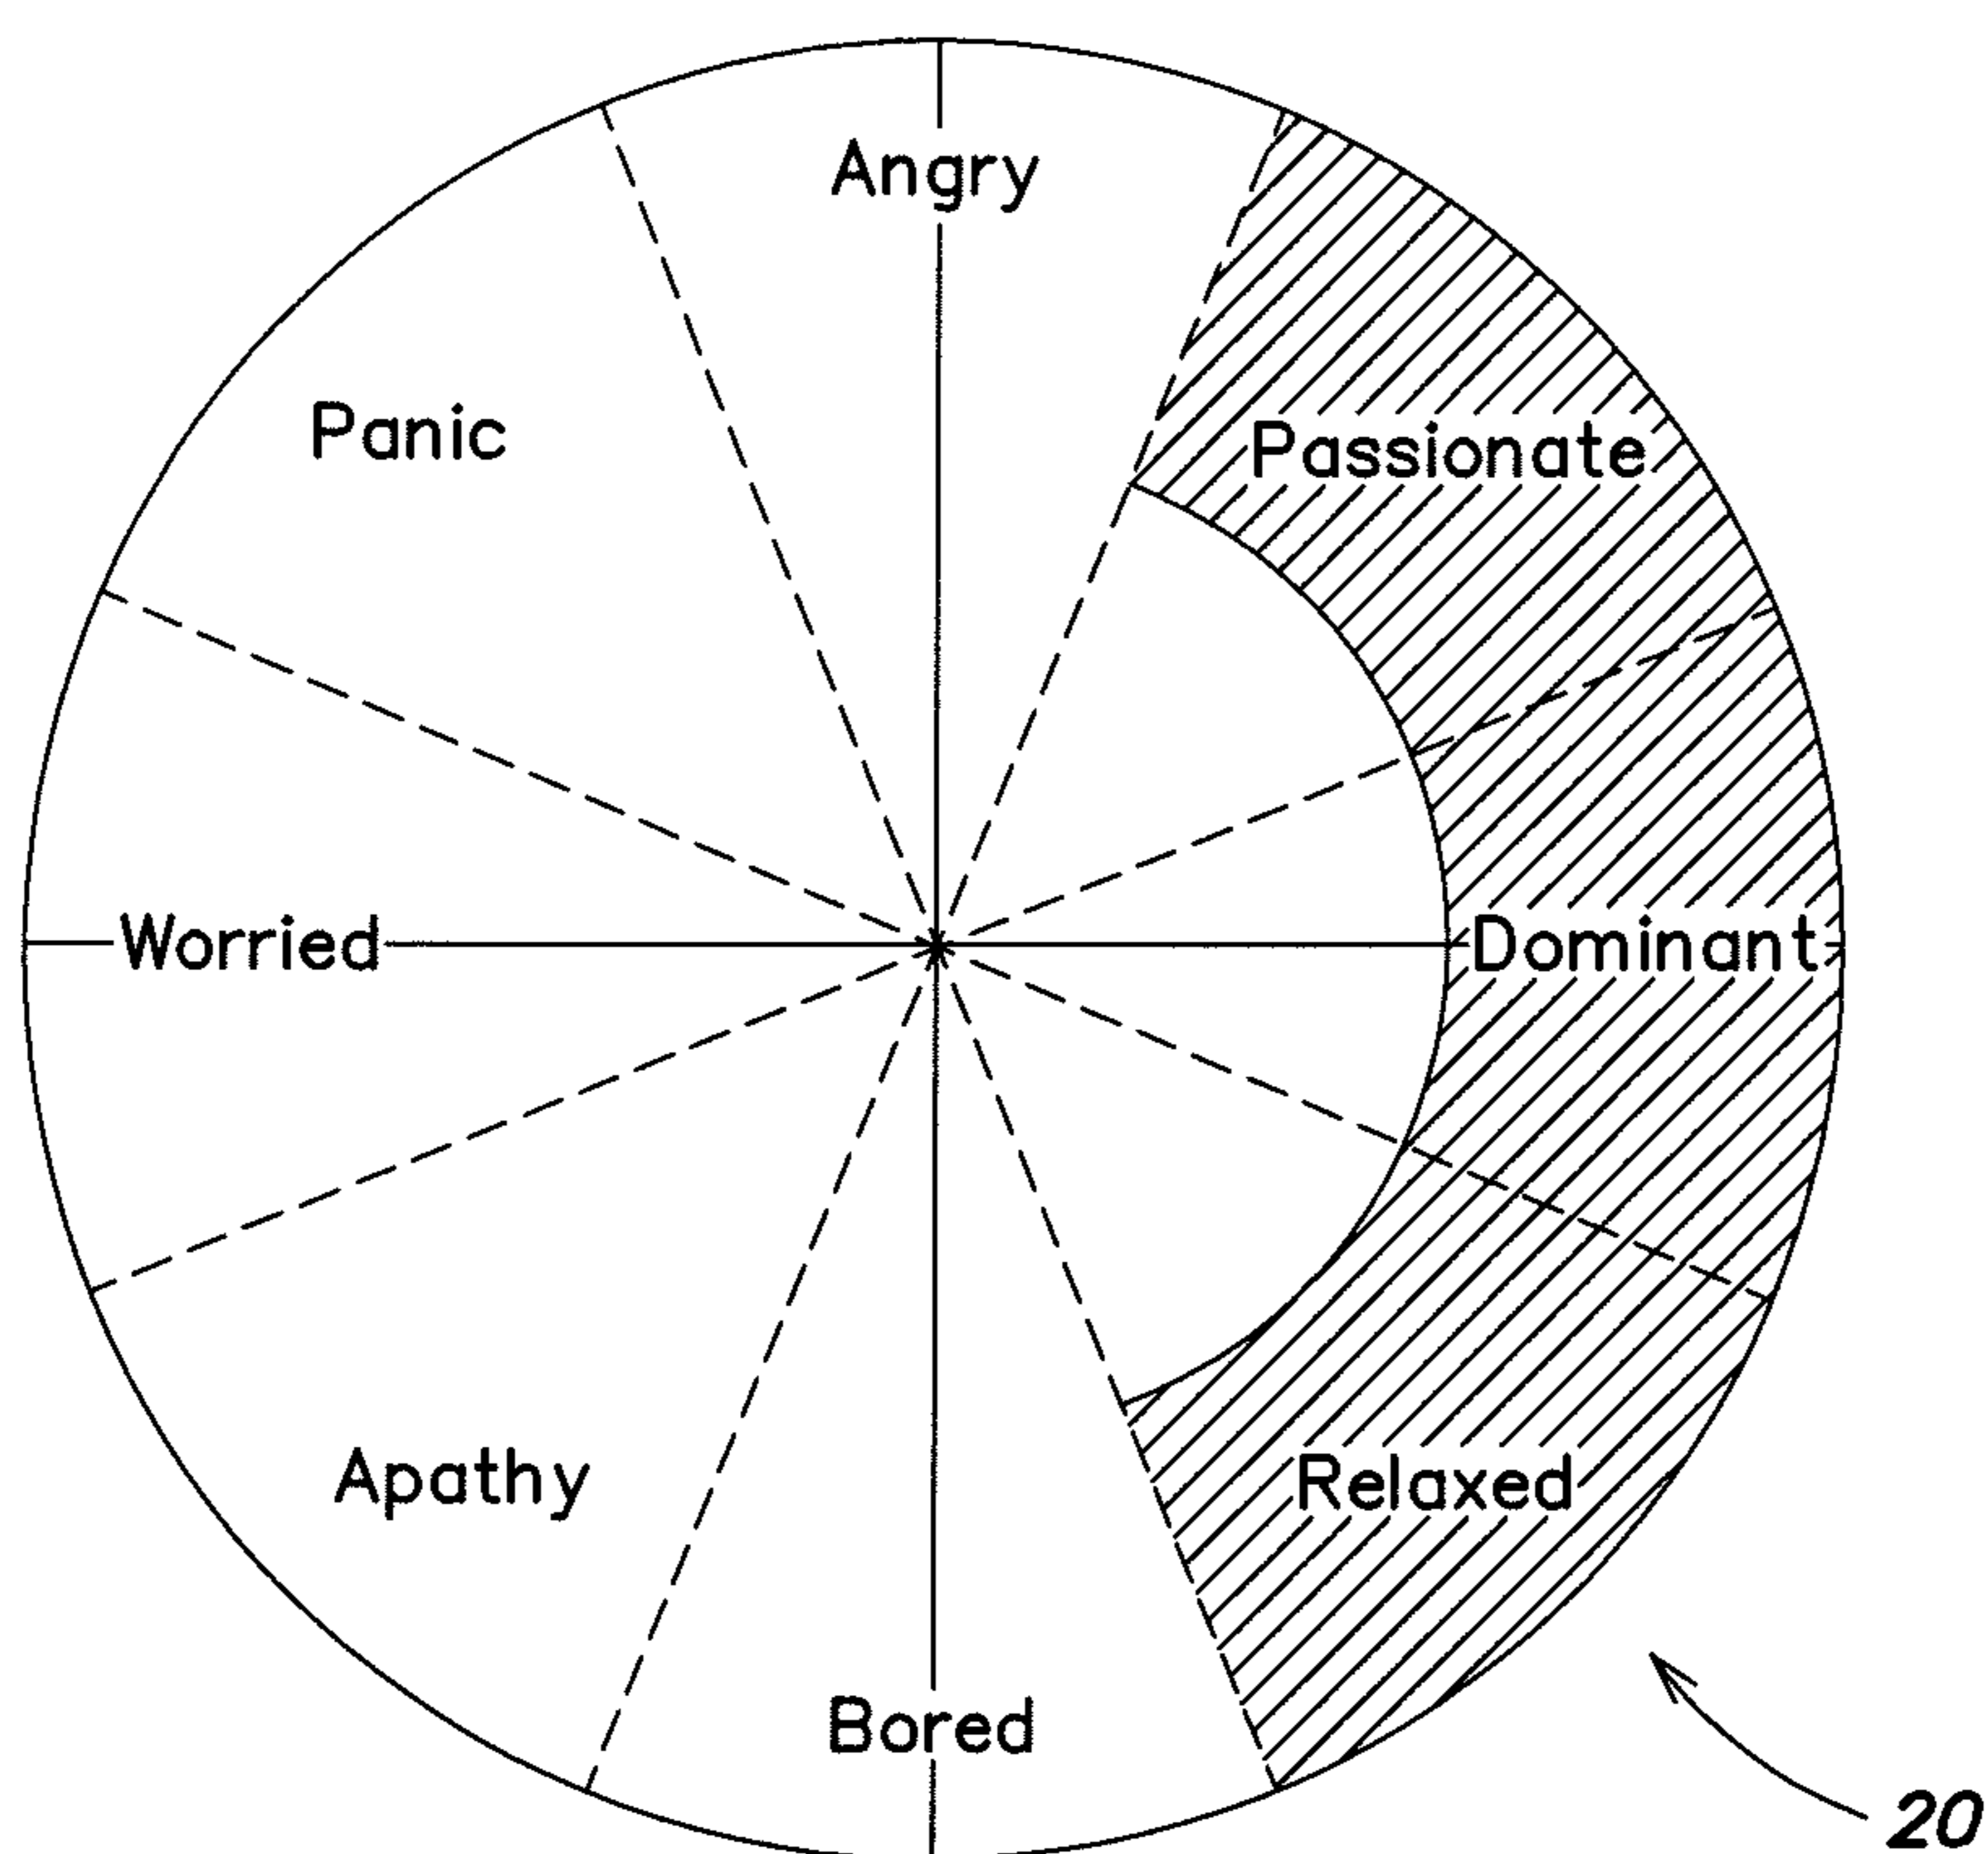 Angry
Panic
Passionate
Worried
Dominant
Apathy
Relaxed
Bored
20